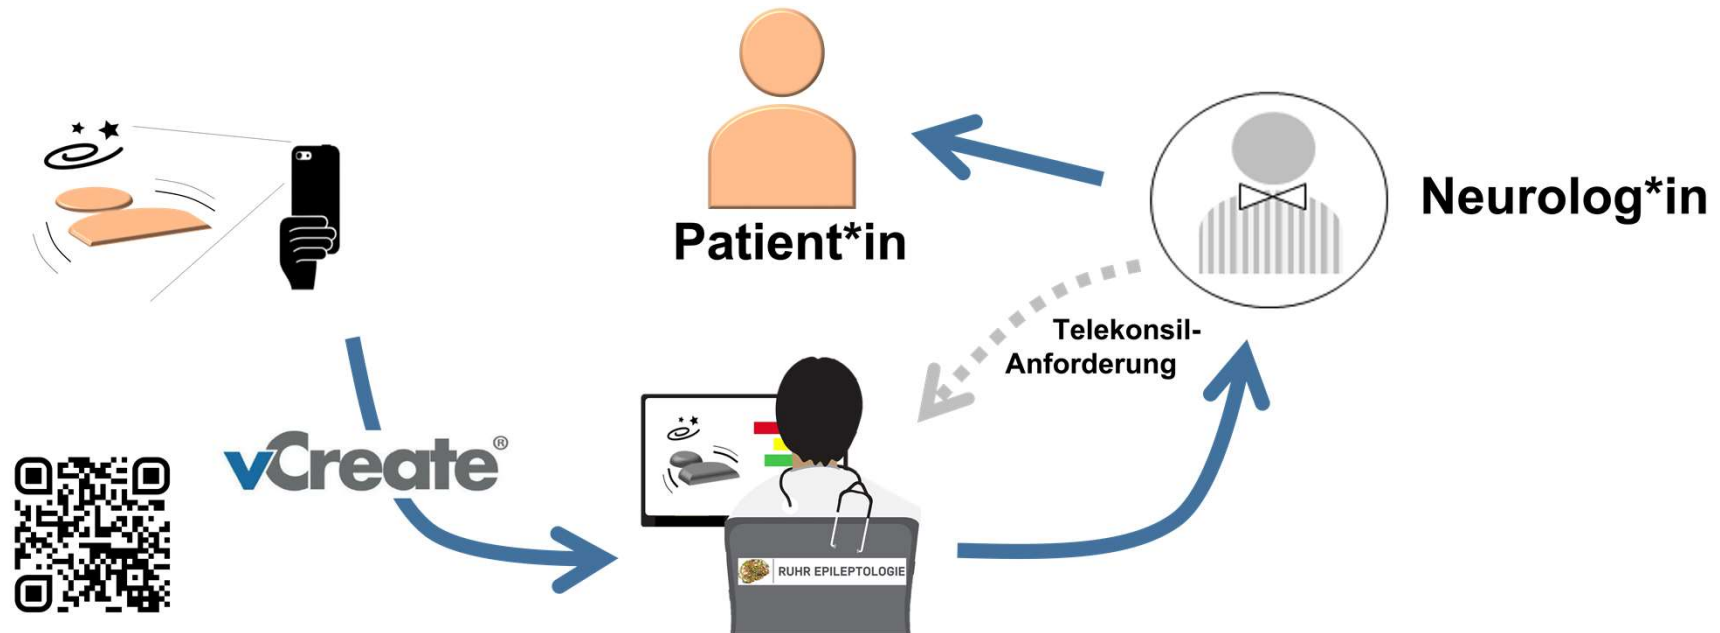 Patient*in
Neurolog*in
Telekonsil-
Anforderung
vCreate®
RUHR EPILEPTOLOGIE